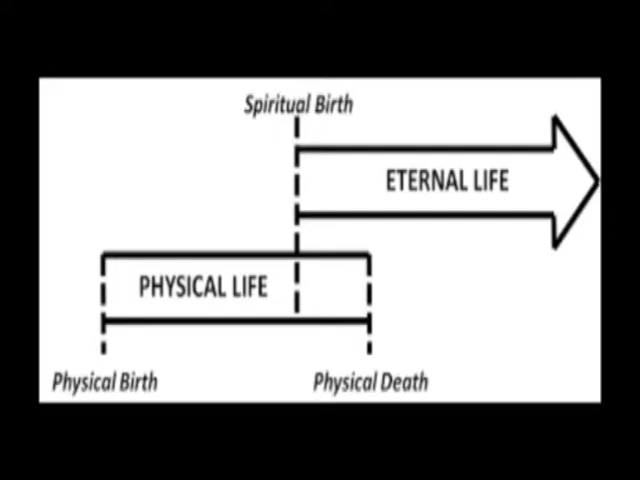 Spiritual Birth
ETERNAL LIFE
PHYSICAL LIFE
Physical Birth
Physical Death